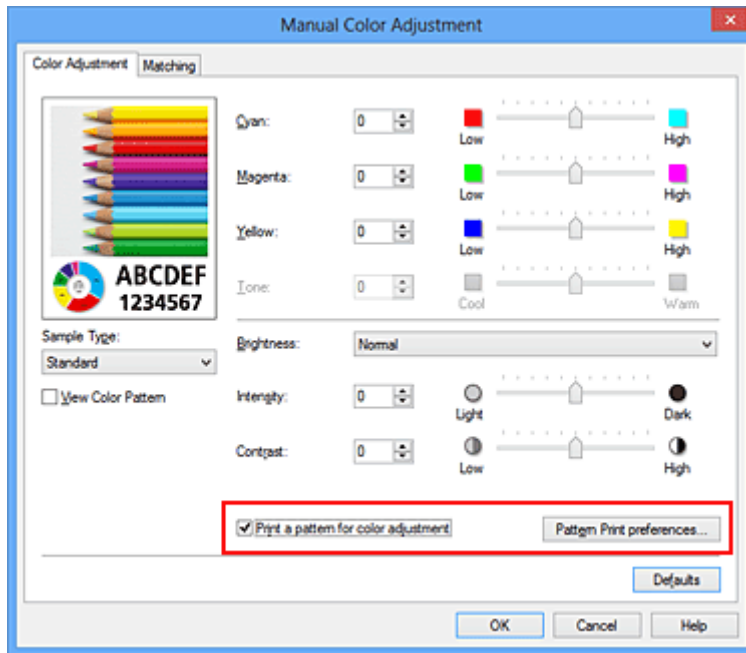 Manual Color Adjustment
Color Adjustment Matching
Cyan: 0 Low High
Magenta: 0 Low High
Yellow: 0 Low High
Tone: 0 Cool Warm
ABCDEF
1234567
Sample Type:
Standard
View Color Pattern
Brightness: Normal
Intensity: 0 Light Dark
Contrast: 0 Low High
Print a pattern for color adjustment Pattern Print preferences...
Defaults
OK Cancel Help